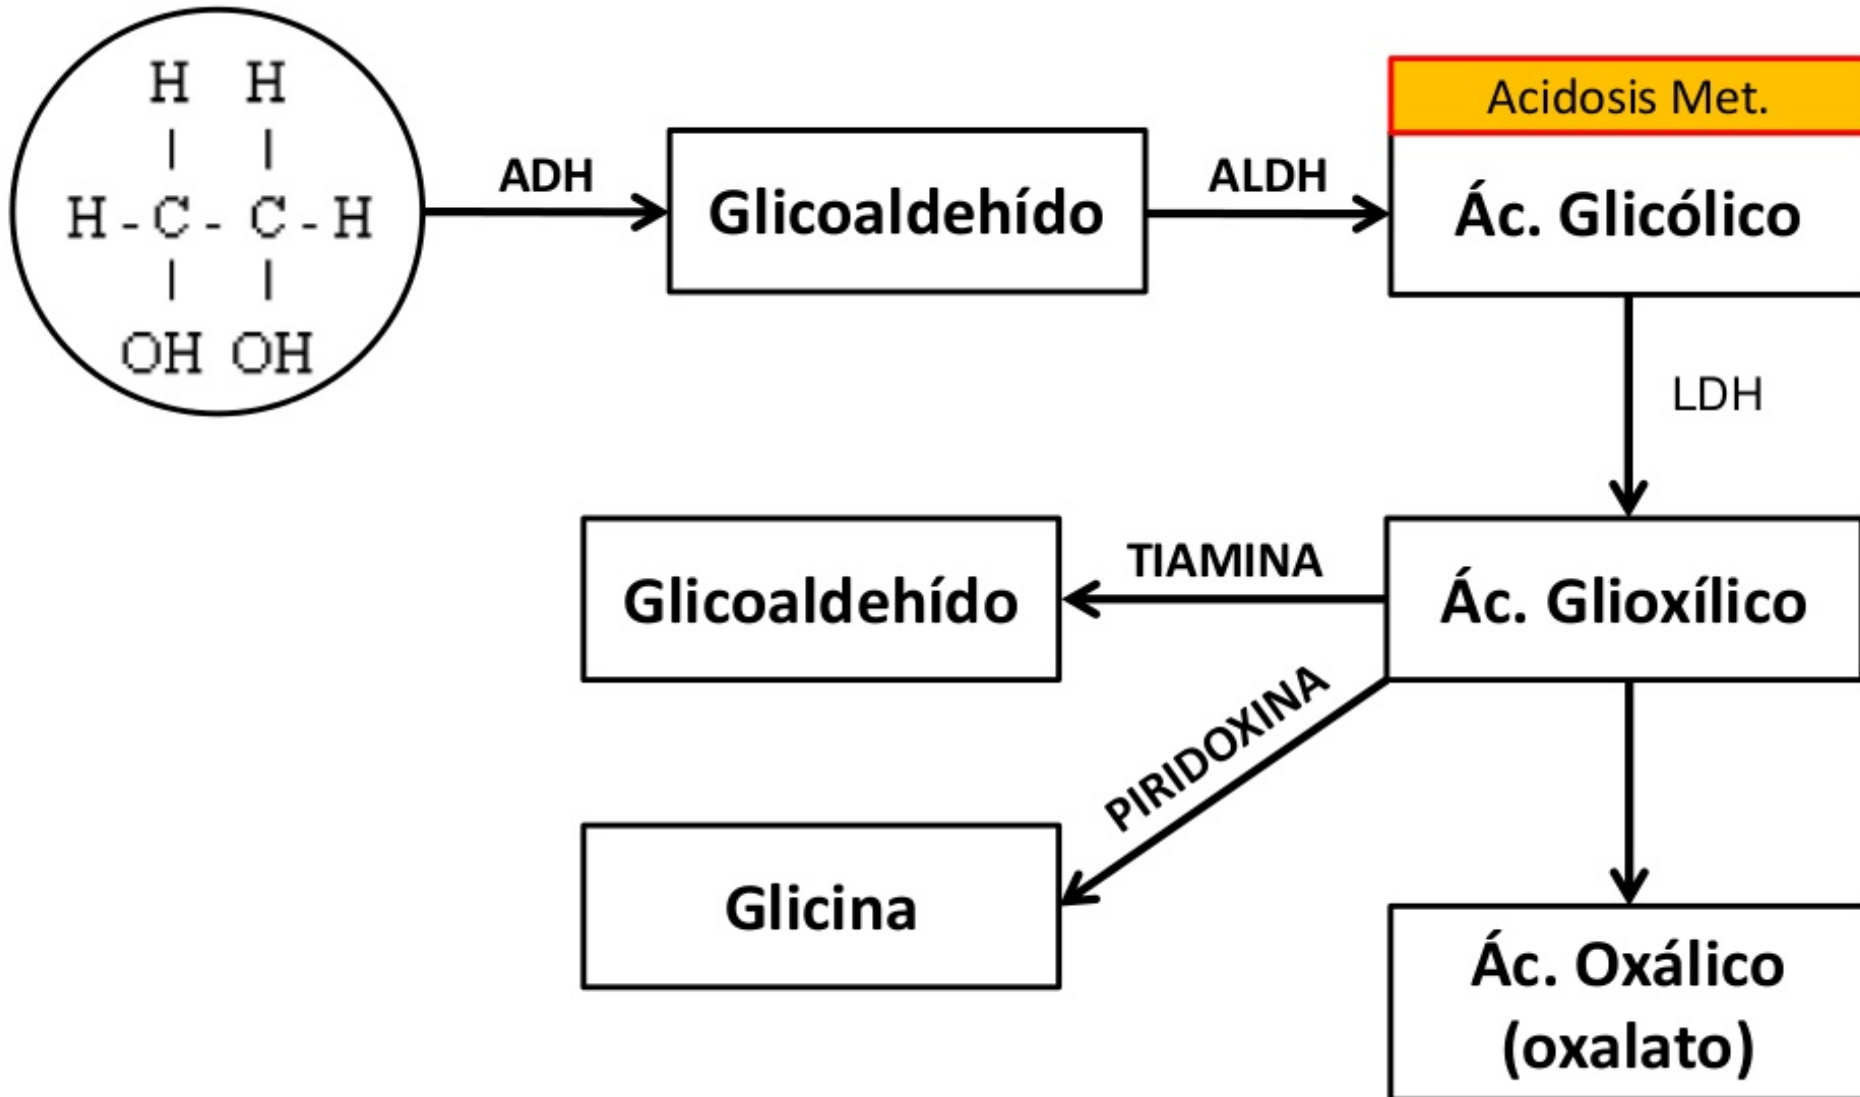 H H
H-C-C-H
OH OH
ADH
Glicoaldehído
ALDH
Acidosis Met.
Ác. Glicólico
LDH
Glicoaldehído
TIAMINA
Ác. Glioxílico
PIRIDOXINA
Glicina
Ác. Oxálico
(oxalato)